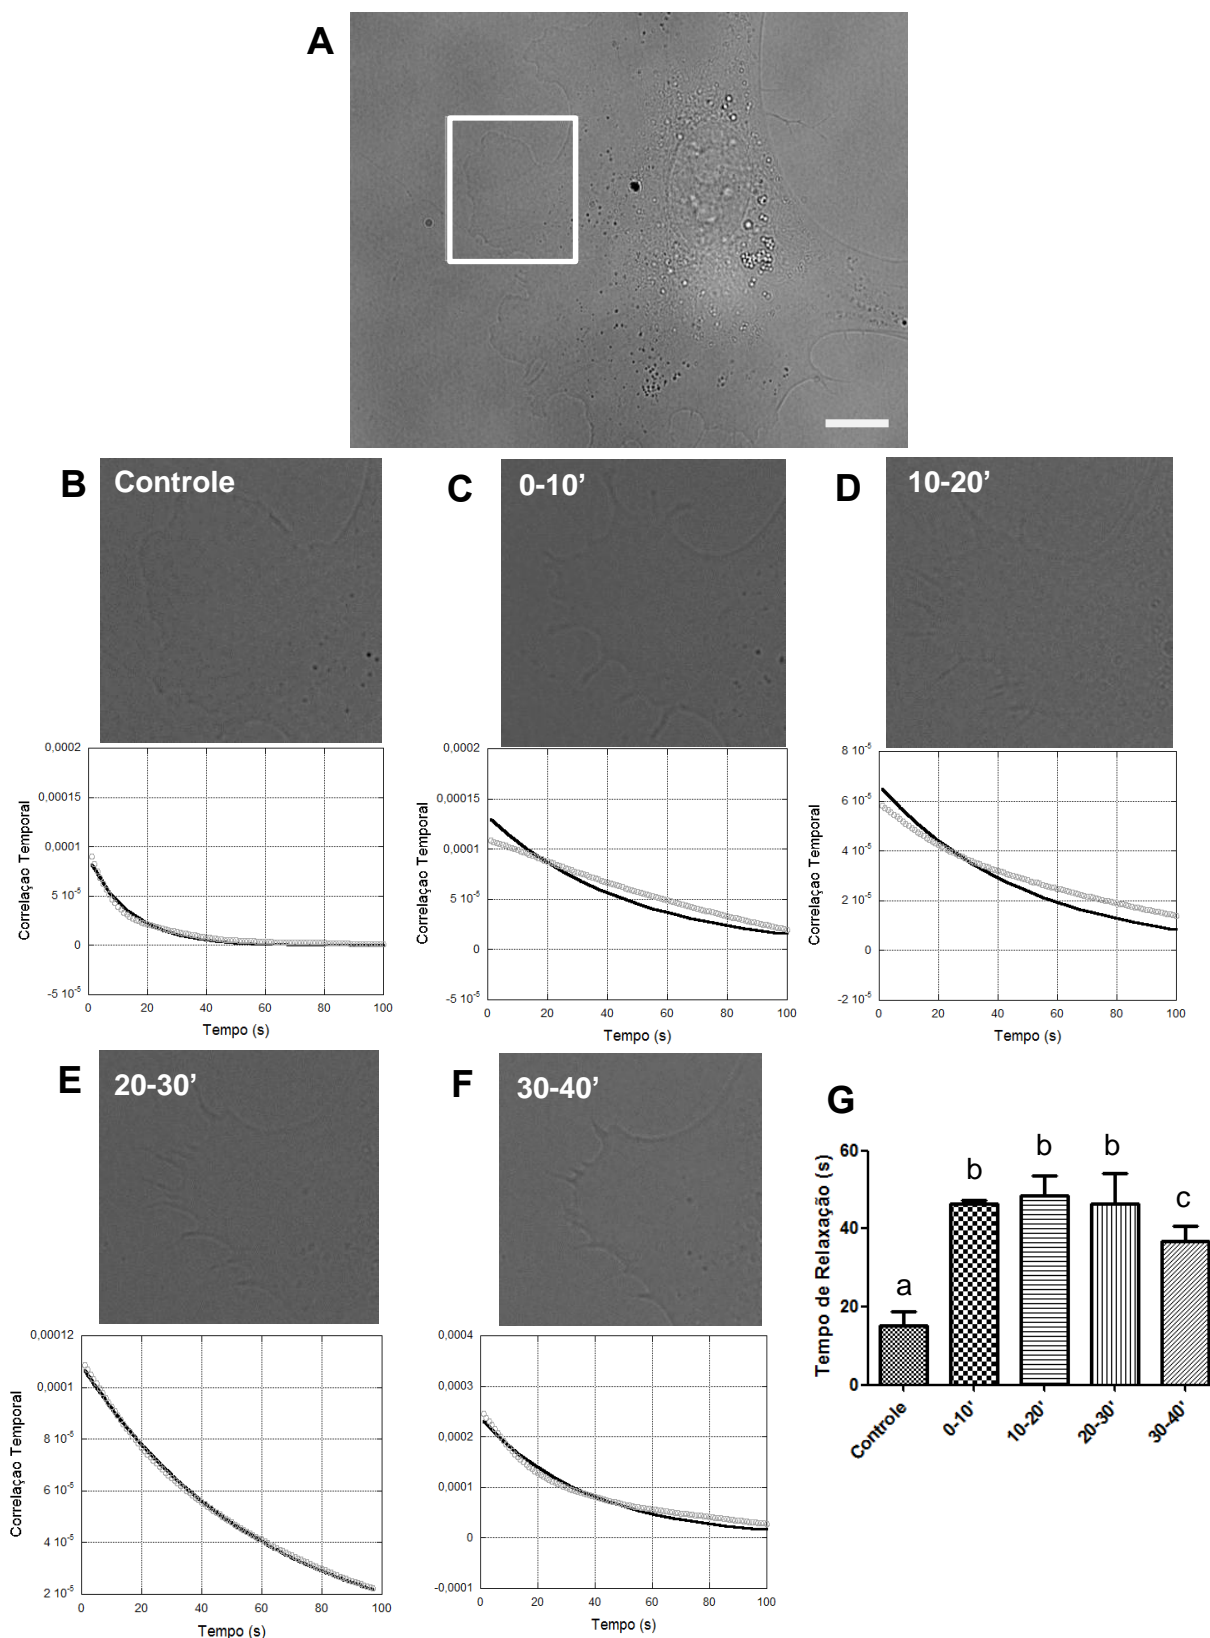 A
B
Controle
C
0-10’
D
10-20’
0,0002
0,00015
0,0001
5 10-5
0
-5 10-5
Correlaçao Temporal
0
20
40
60
80
100
Tempo (s)
0,0002
0,00015
0,0001
5 10-5
0
-5 10-5
Correlaçao Temporal
0
20
40
60
80
100
Tempo (s)
8 10-5
6 10-5
4 10-5
2 10-5
0
-2 10-5
Correlaçao Temporal
0
20
40
60
80
100
Tempo (s)
E
20-30’
F
30-40’
G
0,00012
0,0001
8 10-5
6 10-5
4 10-5
2 10-5
Correlaçao Temporal
0
20
40
60
80
100
Tempo (s)
0,0004
0,0003
0,0002
0,0001
0
-0,0001
Correlaçao Temporal
0
20
40
60
80
100
Tempo (s)
60
40
20
0
Tempo de Relaxação (s)
a
b
b
b
c
Controle
0-10'
10-20'
20-30'
30-40'